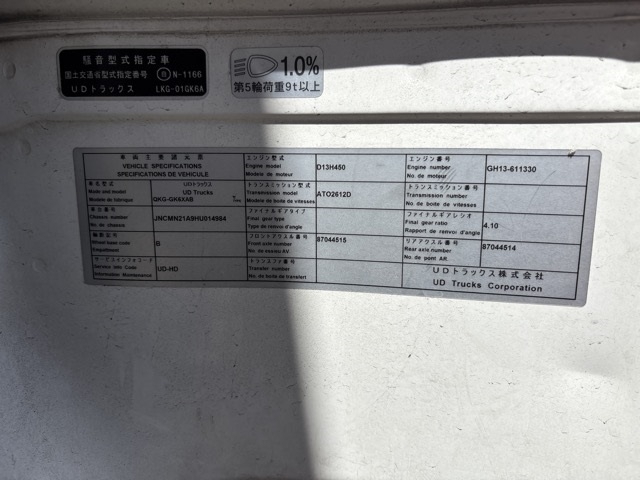 騒音型式指定車
国土交通省型式指定番号 N-1166
UDトラックス LKG-01GK6A
1.0%
第5輪荷重9t以上
車両主要諸元部
VEHICLE SPECIFICATIONS
SPECIFICATIONS DE VEHICULE
車名型式
Make and model
Modele de fabrique
UDトラックス
UD Trucks
QKG-GK6XAB
車台番号
Chassis number
No. de chassis
JNCMN21A9HU014984
軸距記号
Wheel base code
Empattement
B
サービスインフォコード
Service Info Code
Information Maintenance
UD-HD
エンジン型式
Engine model
Modele de moteur
D13H450
トランスミッション型式
Transmission model
Modele de boite de vitesses
ATO2612D
ファイナルギアタイプ
Final gear type
Type de renvoi d'angle
フロントアクスル番号
Front axle number
No. de essieu AV
87044515
トランスファ番号
Transfer number
No. de boite de transfert
エンジン番号
Engine number
No. de moteur
GH13-611330
トランスミッション番号
Transmission number
No. de boite de vitesses
ファイナルギアレシオ
Final gear ratio
Rapport de renvoi d'angle
4.10
リアアクスル番号
Rear axle number
No. de pont AR.
87044514
UDトラックス株式会社
UD Trucks Corporation